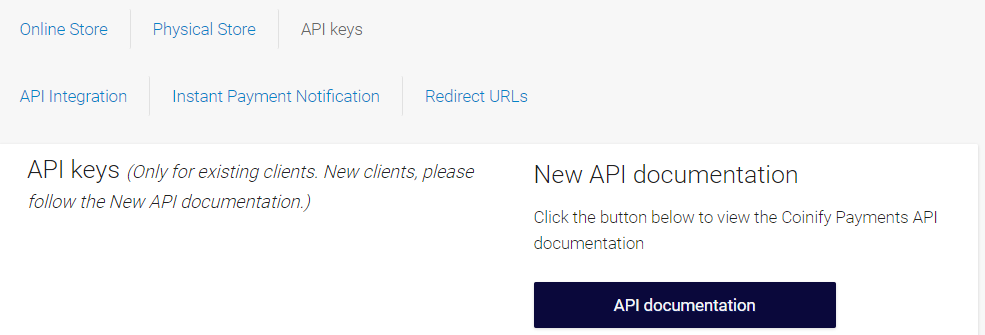 Online Store
Physical Store
API keys
API Integration
Instant Payment Notification
Redirect URLs
API keys (Only for existing clients. New clients, please
follow the New API documentation.)
New API documentation
Click the button below to view the Coinify Payments API
documentation
API documentation